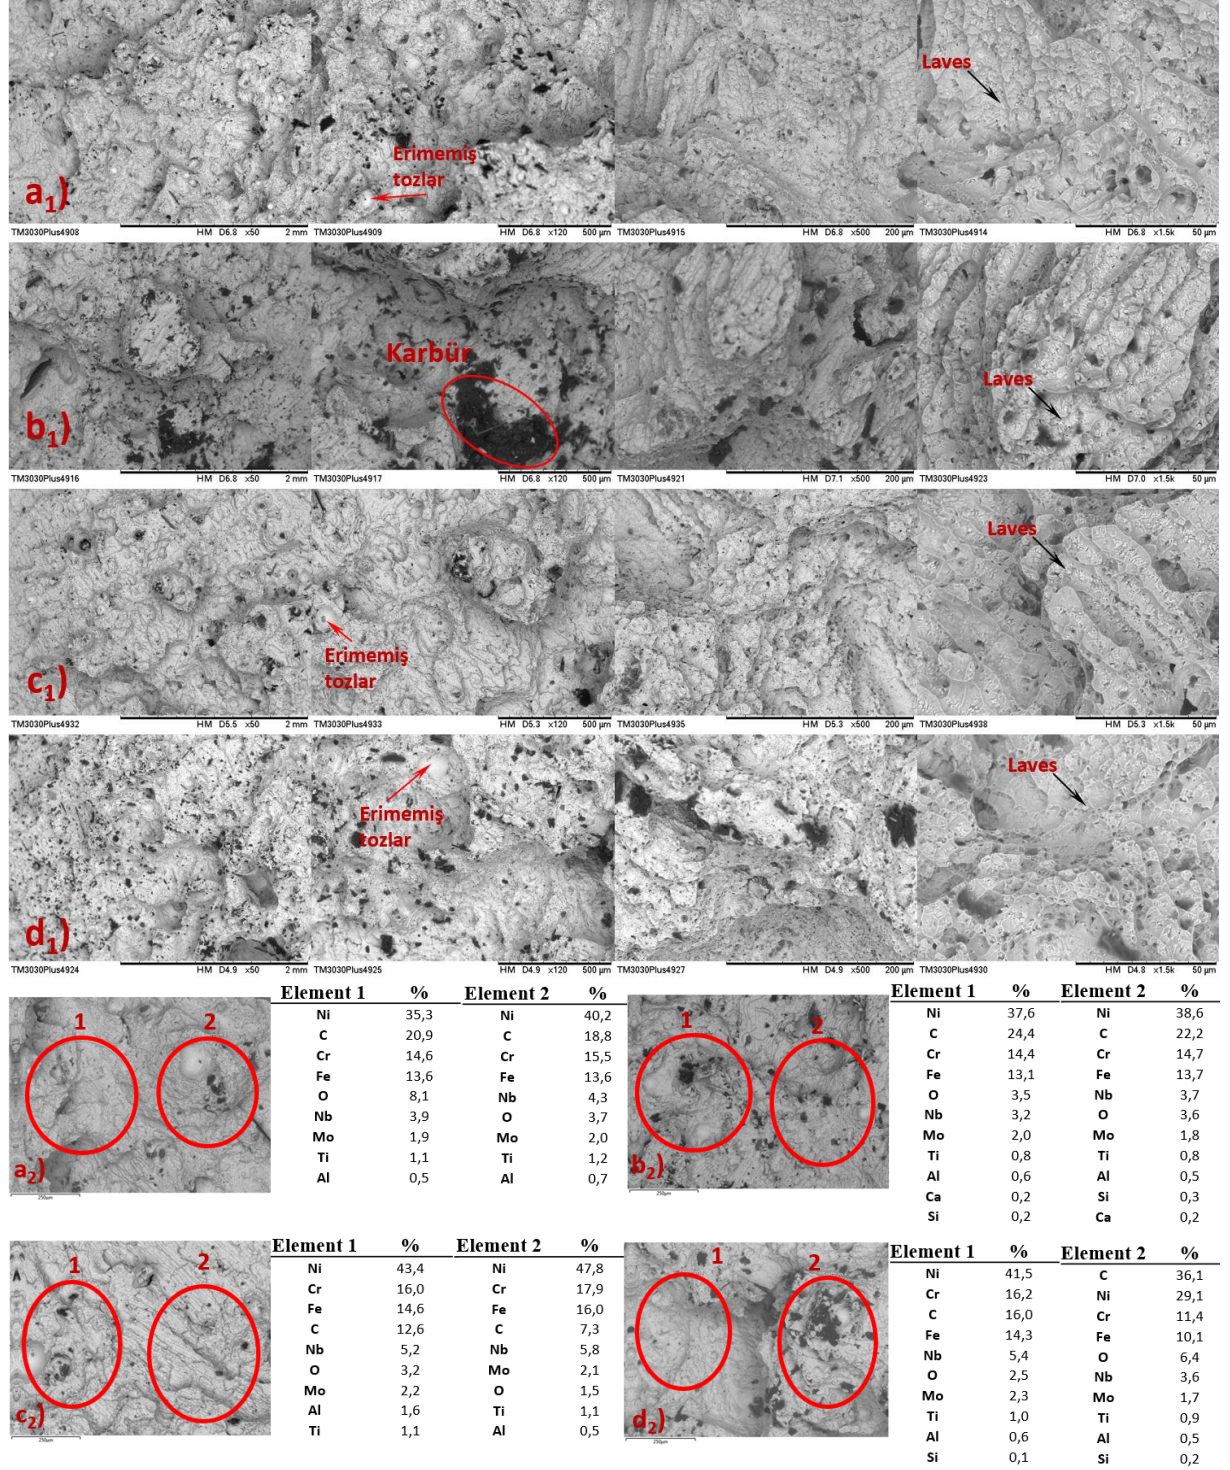 Laves
Erimemiş
tozlar
a1)
TM3030Plus4908 HM D6.8 x50 2 mm TM3030Plus4909 HM D6.8 x120 500 µm TM3030Plus4915 HM D6.8 x500 200 µm TM3030Plus4914 HM D6.8 x1.5k 50 µm
Karbür
Laves
b1)
TM3030Plus4916 HM D6.8 x50 2 mm TM3030Plus4917 HM D6.8 x120 500 µm TM3030Plus4921 HM D7.1 x500 200 µm TM3030Plus4923 HM D7.0 x1.5k 50 µm
Laves
Erimemiş
tozlar
c1)
TM3030Plus4932 HM D5.5 x50 2 mm TM3030Plus4933 HM D5.3 x120 500 µm TM3030Plus4935 HM D5.3 x500 200 µm TM3030Plus4938 HM D5.3 x1.5k 50 µm
Laves
Erimemiş
tozlar
d1)
TM3030Plus4924 HM D4.9 x50 2 mm TM3030Plus4925 HM D4.9 x120 500 µm TM3030Plus4927 HM D4.9 x500 200 µm TM3030Plus4930 HM D4.8 x1.5k 50 µm
1 2
a2)
250µm
Element 1 % Element 2 %
Ni 35,3 Ni 40,2
C 20,9 C 18,8
Cr 14,6 Cr 15,5
Fe 13,6 Fe 13,6
O 8,1 Nb 4,3
Nb 3,9 O 3,7
Mo 1,9 Mo 2,0
Ti 1,1 Ti 1,2
Al 0,5 Al 0,7
1 2
b2)
250µm
Element 1 % Element 2 %
Ni 37,6 Ni 38,6
C 24,4 C 22,2
Cr 14,4 Cr 14,7
Fe 13,1 Fe 13,7
O 3,5 Nb 3,7
Nb 3,2 O 3,6
Mo 2,0 Mo 1,8
Ti 0,8 Ti 0,8
Al 0,6 Al 0,5
Ca 0,2 Si 0,3
Si 0,2 Ca 0,2
1 2
c2)
250µm
Element 1 % Element 2 %
Ni 43,4 Ni 47,8
Cr 16,0 Cr 17,9
Fe 14,6 Fe 16,0
C 12,6 C 7,3
Nb 5,2 Nb 5,8
O 3,2 Mo 2,1
Mo 2,2 O 1,5
Al 1,6 Ti 1,1
Ti 1,1 Al 0,5
1 2
d2)
250µm
Element 1 % Element 2 %
Ni 41,5 C 36,1
Cr 16,2 Ni 29,1
C 16,0 Cr 11,4
Fe 14,3 Fe 10,1
Nb 5,4 O 6,4
O 2,5 Nb 3,6
Mo 2,3 Mo 1,7
Ti 1,0 Ti 0,9
Al 0,6 Al 0,5
Si 0,1 Si 0,2